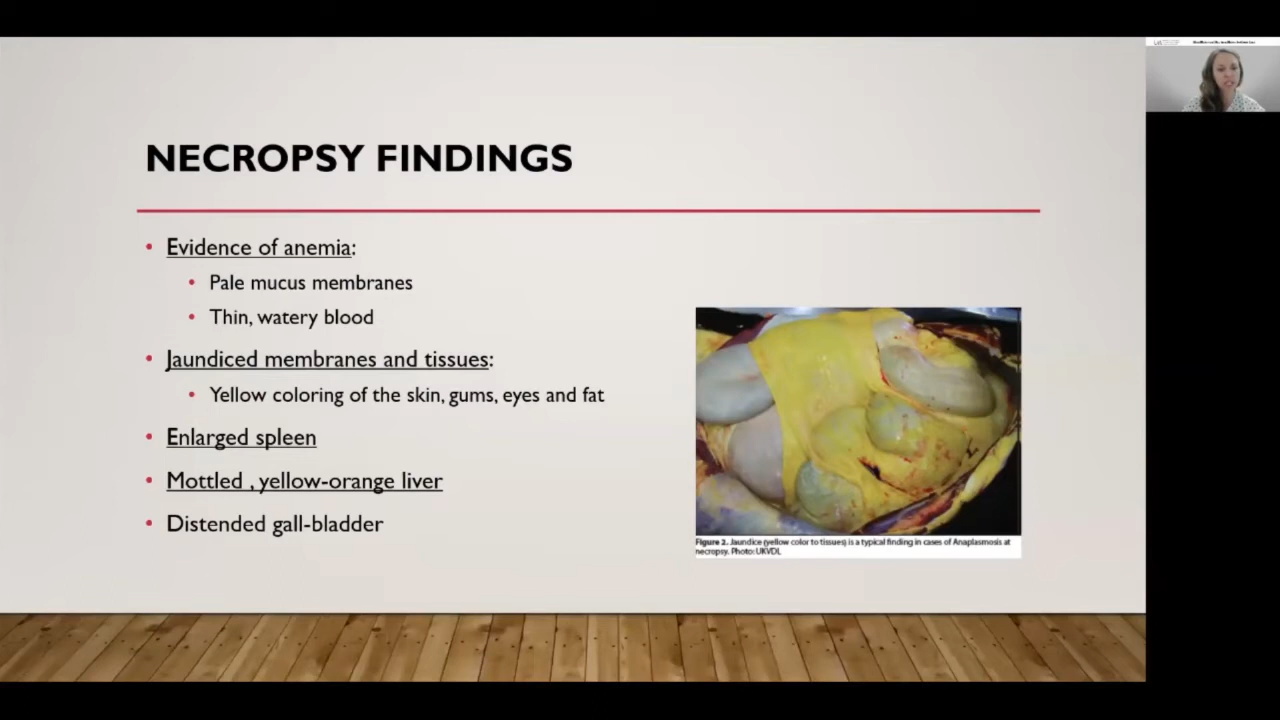 NECROPSY FINDINGS
• Evidence of anemia:
• Pale mucus membranes
• Thin, watery blood
• Jaundiced membranes and tissues:
• Yellow coloring of the skin, gums, eyes and fat
• Enlarged spleen
• Mottled , yellow-orange liver
• Distended gall-bladder
Figure 2. Jaundice (yellow color to tissues) is a typical finding in cases of Anaplasmosis at
necropsy. Photo: UKVDL